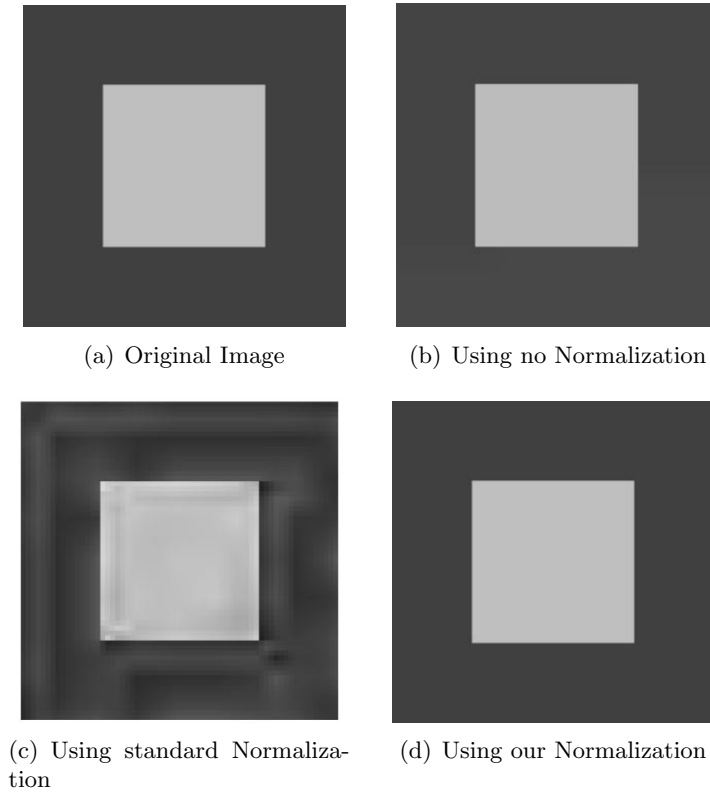 (a) Original Image
(b) Using no Normalization
(c) Using standard Normaliza-
tion
(d) Using our Normalization